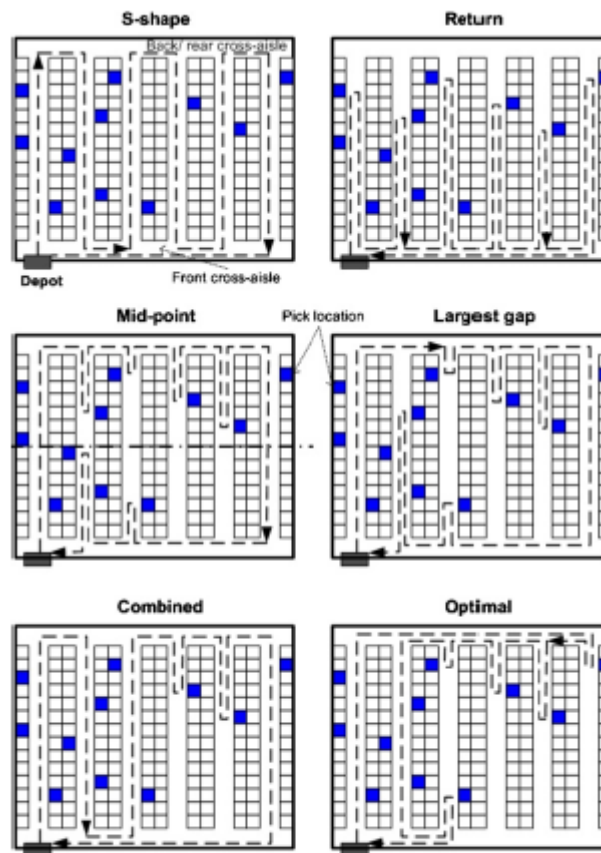 S-shape
Return
Back/ rear cross-aisle
Depot
Front cross-aisle
Mid-point
Pick location
Largest gap
Combined
Optimal